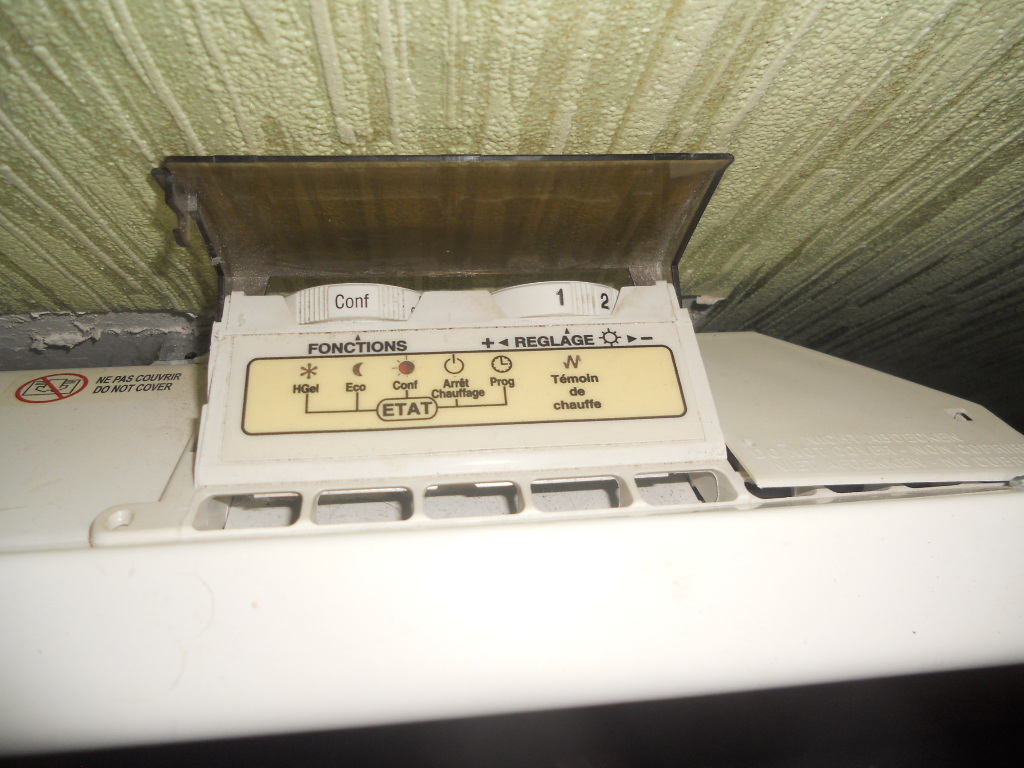 Conf
1 2
FONCTIONS + ◄ REGLAGE ► -
HGel Eco Conf Arrêt Chauffage Prog
ETAT
Témoin
de
chauffe
NE PAS COUVRIR
DO NOT COVER